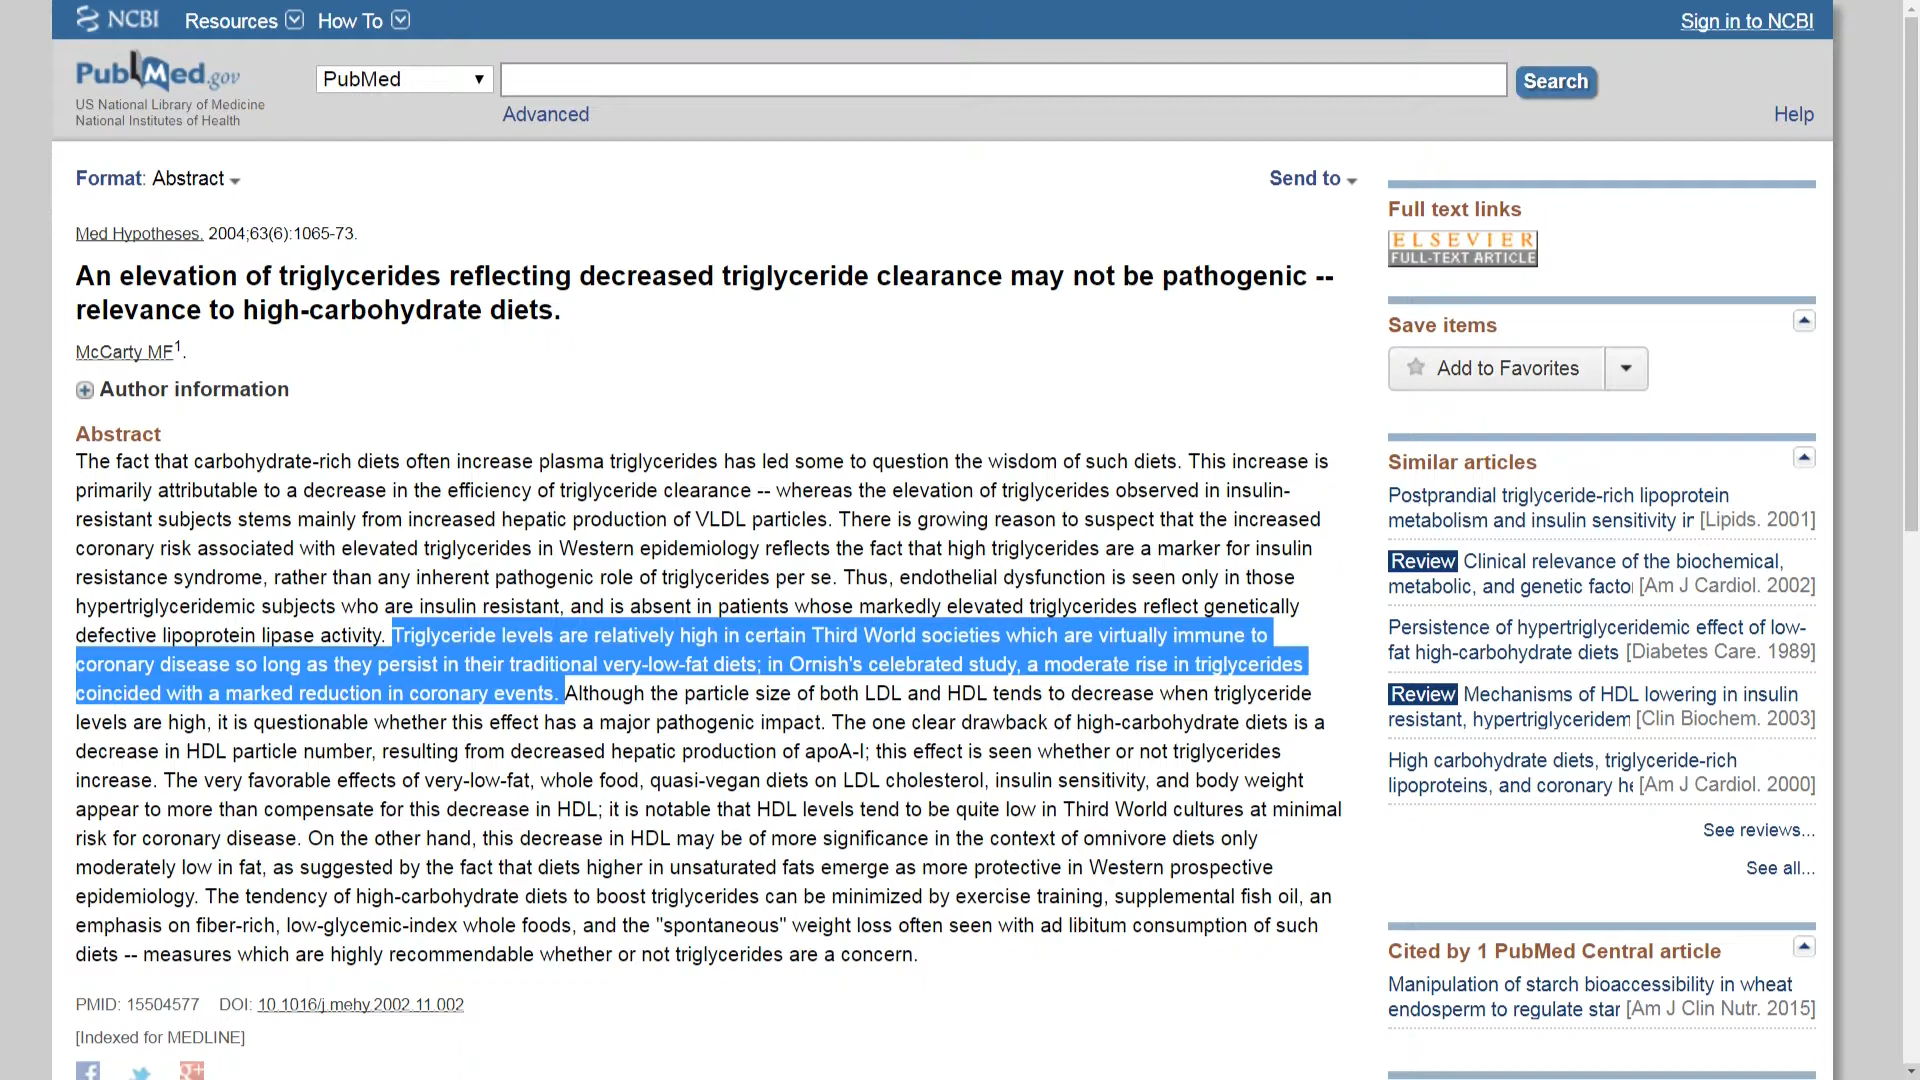 NCBI Resources How To Sign in to NCBI
PubMed.gov
US National Library of Medicine
National Institutes of Health
PubMed
Search
Advanced
Help
Format: Abstract
Send to
Med Hypotheses. 2004;63(6):1065-73.
An elevation of triglycerides reflecting decreased triglyceride clearance may not be pathogenic --
relevance to high-carbohydrate diets.
McCarty MF1.
Author information
Abstract
The fact that carbohydrate-rich diets often increase plasma triglycerides has led some to question the wisdom of such diets. This increase is
primarily attributable to a decrease in the efficiency of triglyceride clearance -- whereas the elevation of triglycerides observed in insulin-
resistant subjects stems mainly from increased hepatic production of VLDL particles. There is growing reason to suspect that the increased
coronary risk associated with elevated triglycerides in Western epidemiology reflects the fact that high triglycerides are a marker for insulin
resistance syndrome, rather than any inherent pathogenic role of triglycerides per se. Thus, endothelial dysfunction is seen only in those
hypertriglyceridemic subjects who are insulin resistant, and is absent in patients whose markedly elevated triglycerides reflect genetically
defective lipoprotein lipase activity. Triglyceride levels are relatively high in certain Third World societies which are virtually immune to
coronary disease so long as they persist in their traditional very-low-fat diets; in Ornish's celebrated study, a moderate rise in triglycerides
coincided with a marked reduction in coronary events. Although the particle size of both LDL and HDL tends to decrease when triglyceride
levels are high, it is questionable whether this effect has a major pathogenic impact. The one clear drawback of high-carbohydrate diets is a
decrease in HDL particle number, resulting from decreased hepatic production of apoA-I; this effect is seen whether or not triglycerides
increase. The very favorable effects of very-low-fat, whole food, quasi-vegan diets on LDL cholesterol, insulin sensitivity, and body weight
appear to more than compensate for this decrease in HDL; it is notable that HDL levels tend to be quite low in Third World cultures at minimal
risk for coronary disease. On the other hand, this decrease in HDL may be of more significance in the context of omnivore diets only
moderately low in fat, as suggested by the fact that diets higher in unsaturated fats emerge as more protective in Western prospective
epidemiology. The tendency of high-carbohydrate diets to boost triglycerides can be minimized by exercise training, supplemental fish oil, an
emphasis on fiber-rich, low-glycemic-index whole foods, and the "spontaneous" weight loss often seen with ad libitum consumption of such
diets -- measures which are highly recommendable whether or not triglycerides are a concern.
PMID: 15504577 DOI: 10.1016/j.mehy.2002.11.002
[Indexed for MEDLINE]
Full text links
ELSEVIER
FULL-TEXT ARTICLE
Save items
Add to Favorites
Similar articles
Postprandial triglyceride-rich lipoprotein
metabolism and insulin sensitivity in [Lipids. 2001]
Review Clinical relevance of the biochemical,
metabolic, and genetic facto [Am J Cardiol. 2002]
Persistence of hypertriglyceridemic effect of low-
fat high-carbohydrate diets [Diabetes Care. 1989]
Review Mechanisms of HDL lowering in insulin
resistant, hypertriglyceridem [Clin Biochem. 2003]
High carbohydrate diets, triglyceride-rich
lipoproteins, and coronary he [Am J Cardiol. 2000]
See reviews...
See all...
Cited by 1 PubMed Central article
Manipulation of starch bioaccessibility in wheat
endosperm to regulate star [Am J Clin Nutr. 2015]